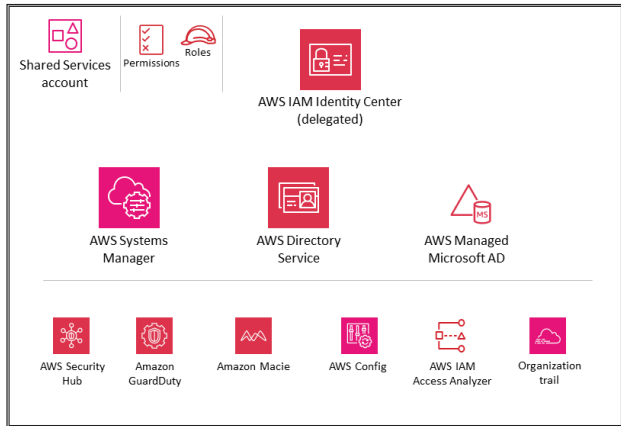 Shared Services
account
Permissions
Roles
AWS IAM Identity Center
(delegated)
AWS Systems
Manager
AWS Directory
Service
AWS Managed
Microsoft AD
MS
AWS Security
Hub
Amazon
GuardDuty
Amazon Macie
AWS Config
AWS IAM
Access Analyzer
Organization
trail